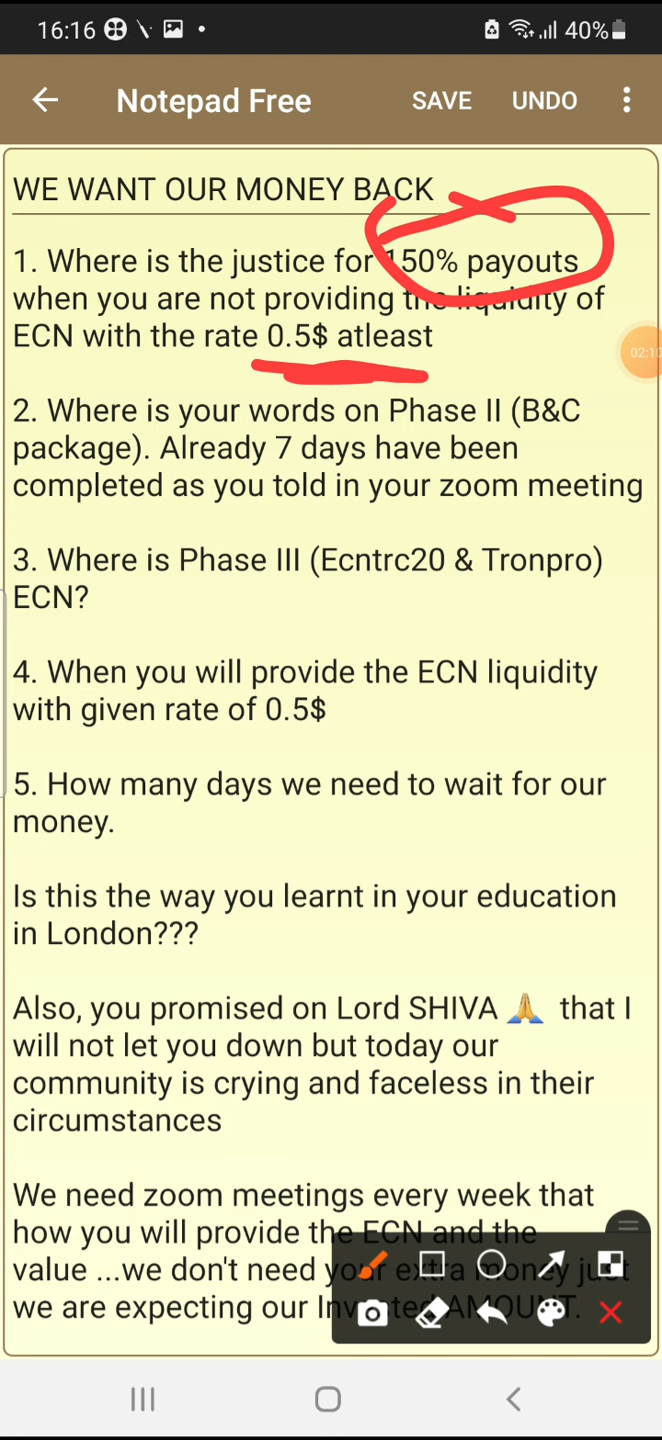 16:16 40%
Notepad Free SAVE UNDO
WE WANT OUR MONEY BACK
1. Where is the justice for 150% payouts
when you are not providing the liquidity of
ECN with the rate 0.5$ atleast
02:10
2. Where is your words on Phase II (B&C
package). Already 7 days have been
completed as you told in your zoom meeting
3. Where is Phase III (Ecntrc20 & Tronpro)
ECN?
4. When you will provide the ECN liquidity
with given rate of 0.5$
5. How many days we need to wait for our
money.
Is this the way you learnt in your education
in London???
Also, you promised on Lord SHIVA 🙏 that I
will not let you down but today our
community is crying and faceless in their
circumstances
We need zoom meetings every week that
how you will provide the ECN and the
value ...we don't need your extra money just
we are expecting our Invested AMOUNT.